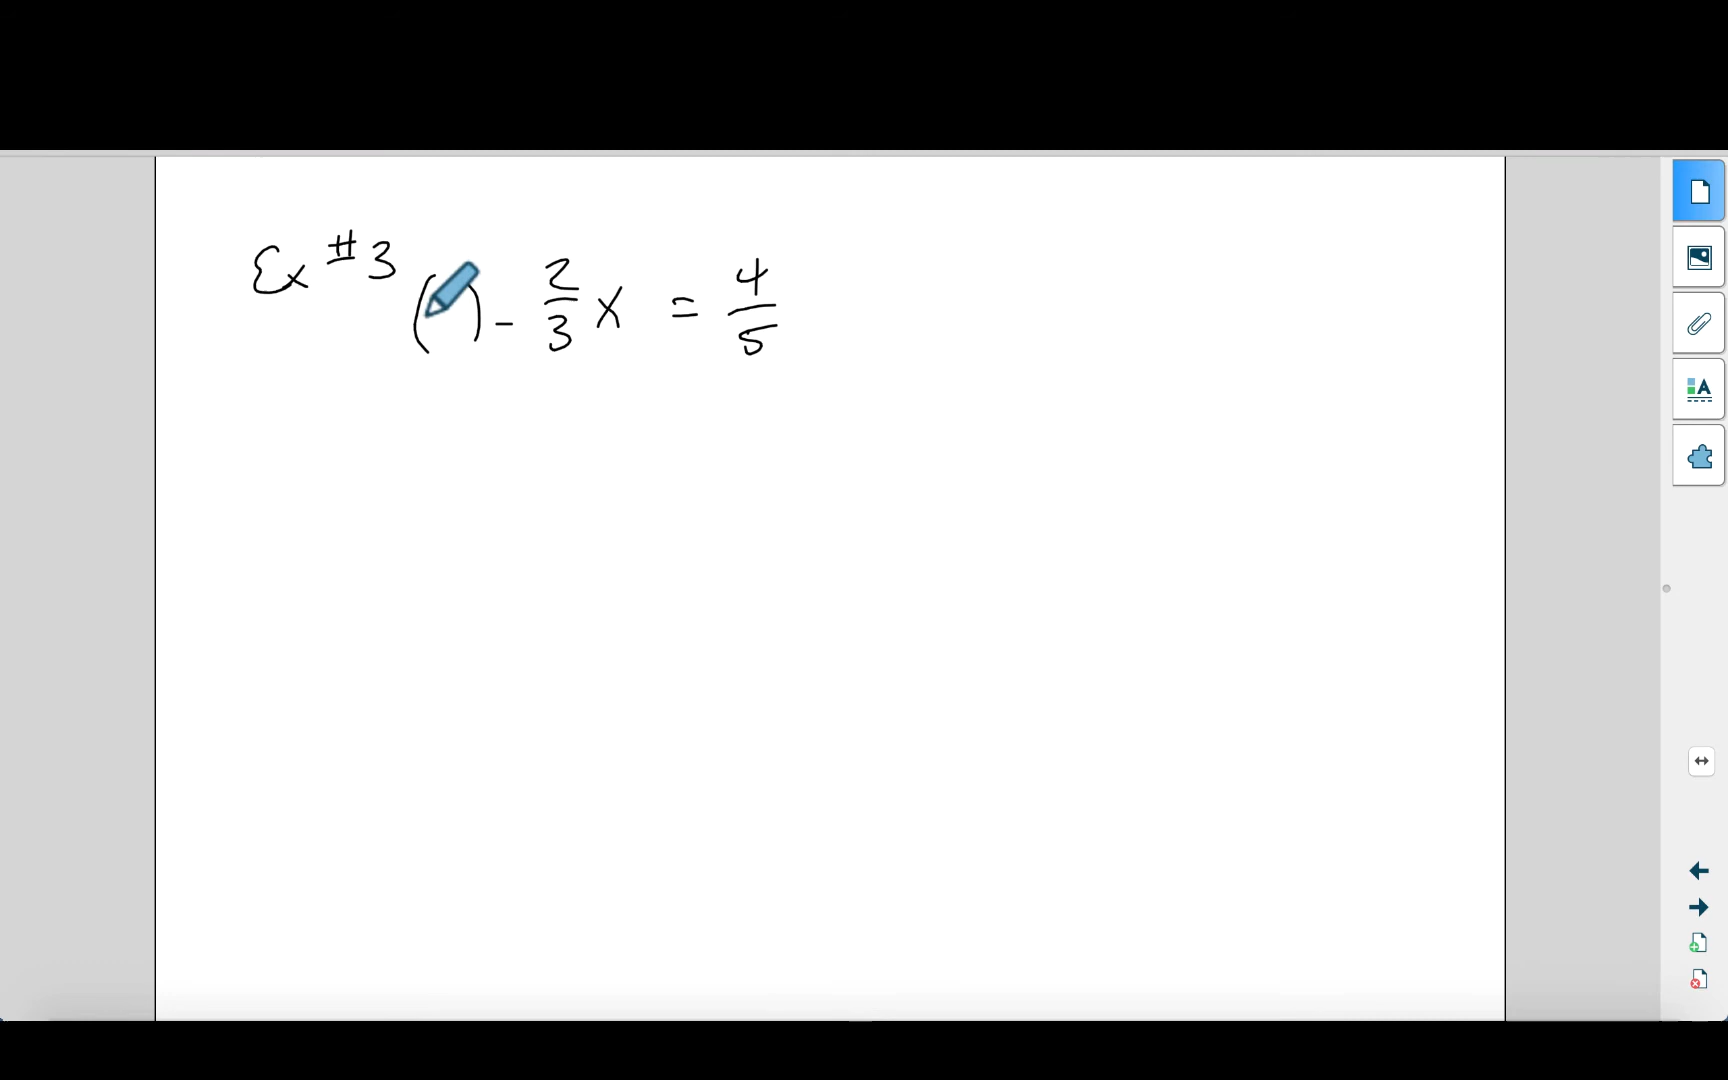 Ex #3
( ) - 2/3 x = 4/5